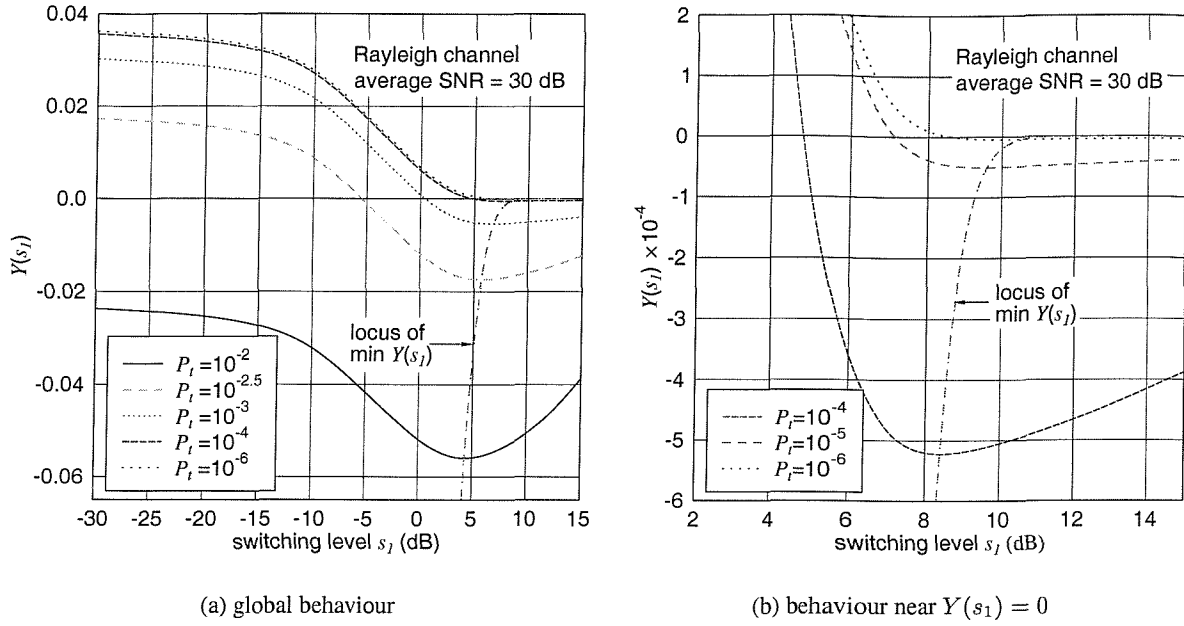 0.04
0.02
0.0
-0.02
-0.04
-0.06
Y(s₁)
Rayleigh channel
average SNR = 30 dB
locus of
min Y(s₁)
Pₜ =10⁻²
Pₜ =10⁻²·⁵
Pₜ =10⁻³
Pₜ =10⁻⁴
Pₜ =10⁻⁶
-30 -25 -20 -15 -10 -5 0 5 10 15
switching level s₁ (dB)
(a) global behaviour
2
1
0
-1
-2
-3
-4
-5
-6
Y(s₁) × 10⁻⁴
Rayleigh channel
average SNR = 30 dB
locus of
min Y(s₁)
Pₜ=10⁻⁴
Pₜ=10⁻⁵
Pₜ=10⁻⁶
2 4 6 8 10 12 14
switching level s₁ (dB)
(b) behaviour near Y(s₁) = 0